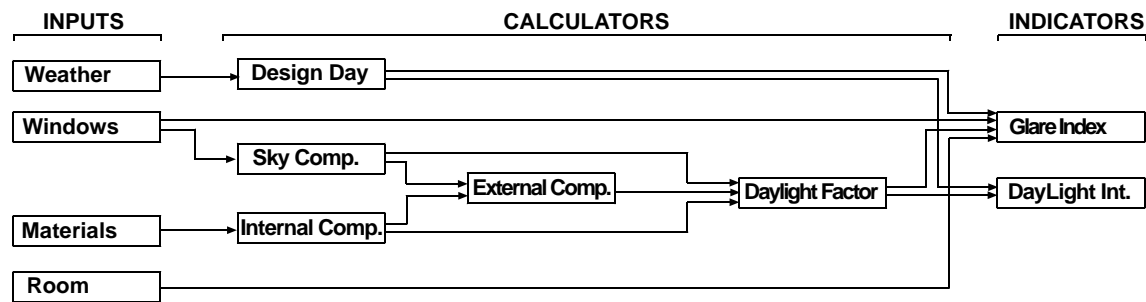 INPUTS CALCULATORS INDICATORS
Weather Design Day
Windows Glare Index
Sky Comp.
External Comp. Daylight Factor DayLight Int.
Materials Internal Comp.
Room